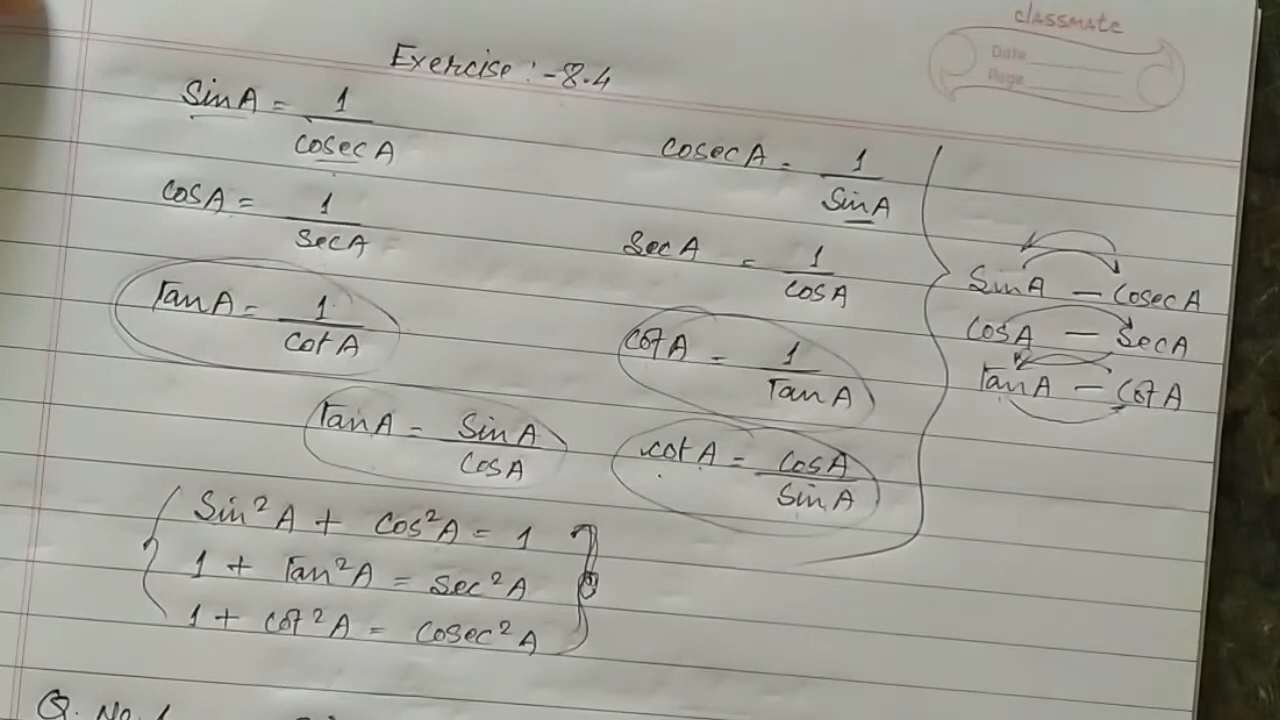 classmate
Date
Page
Exercise :- 8.4
SinA = 1/cosecA
cosecA = 1/SinA
cosA = 1/secA
SecA = 1/cosA
TanA = 1/cotA
cotA = 1/TanA
TanA = SinA/cosA
cotA = cosA/SinA
SinA — CosecA
CosA — SecA
TanA — CotA
Sin²A + cos²A = 1
1 + Tan²A = sec²A
1 + cot²A = cosec²A
Q. No. 1